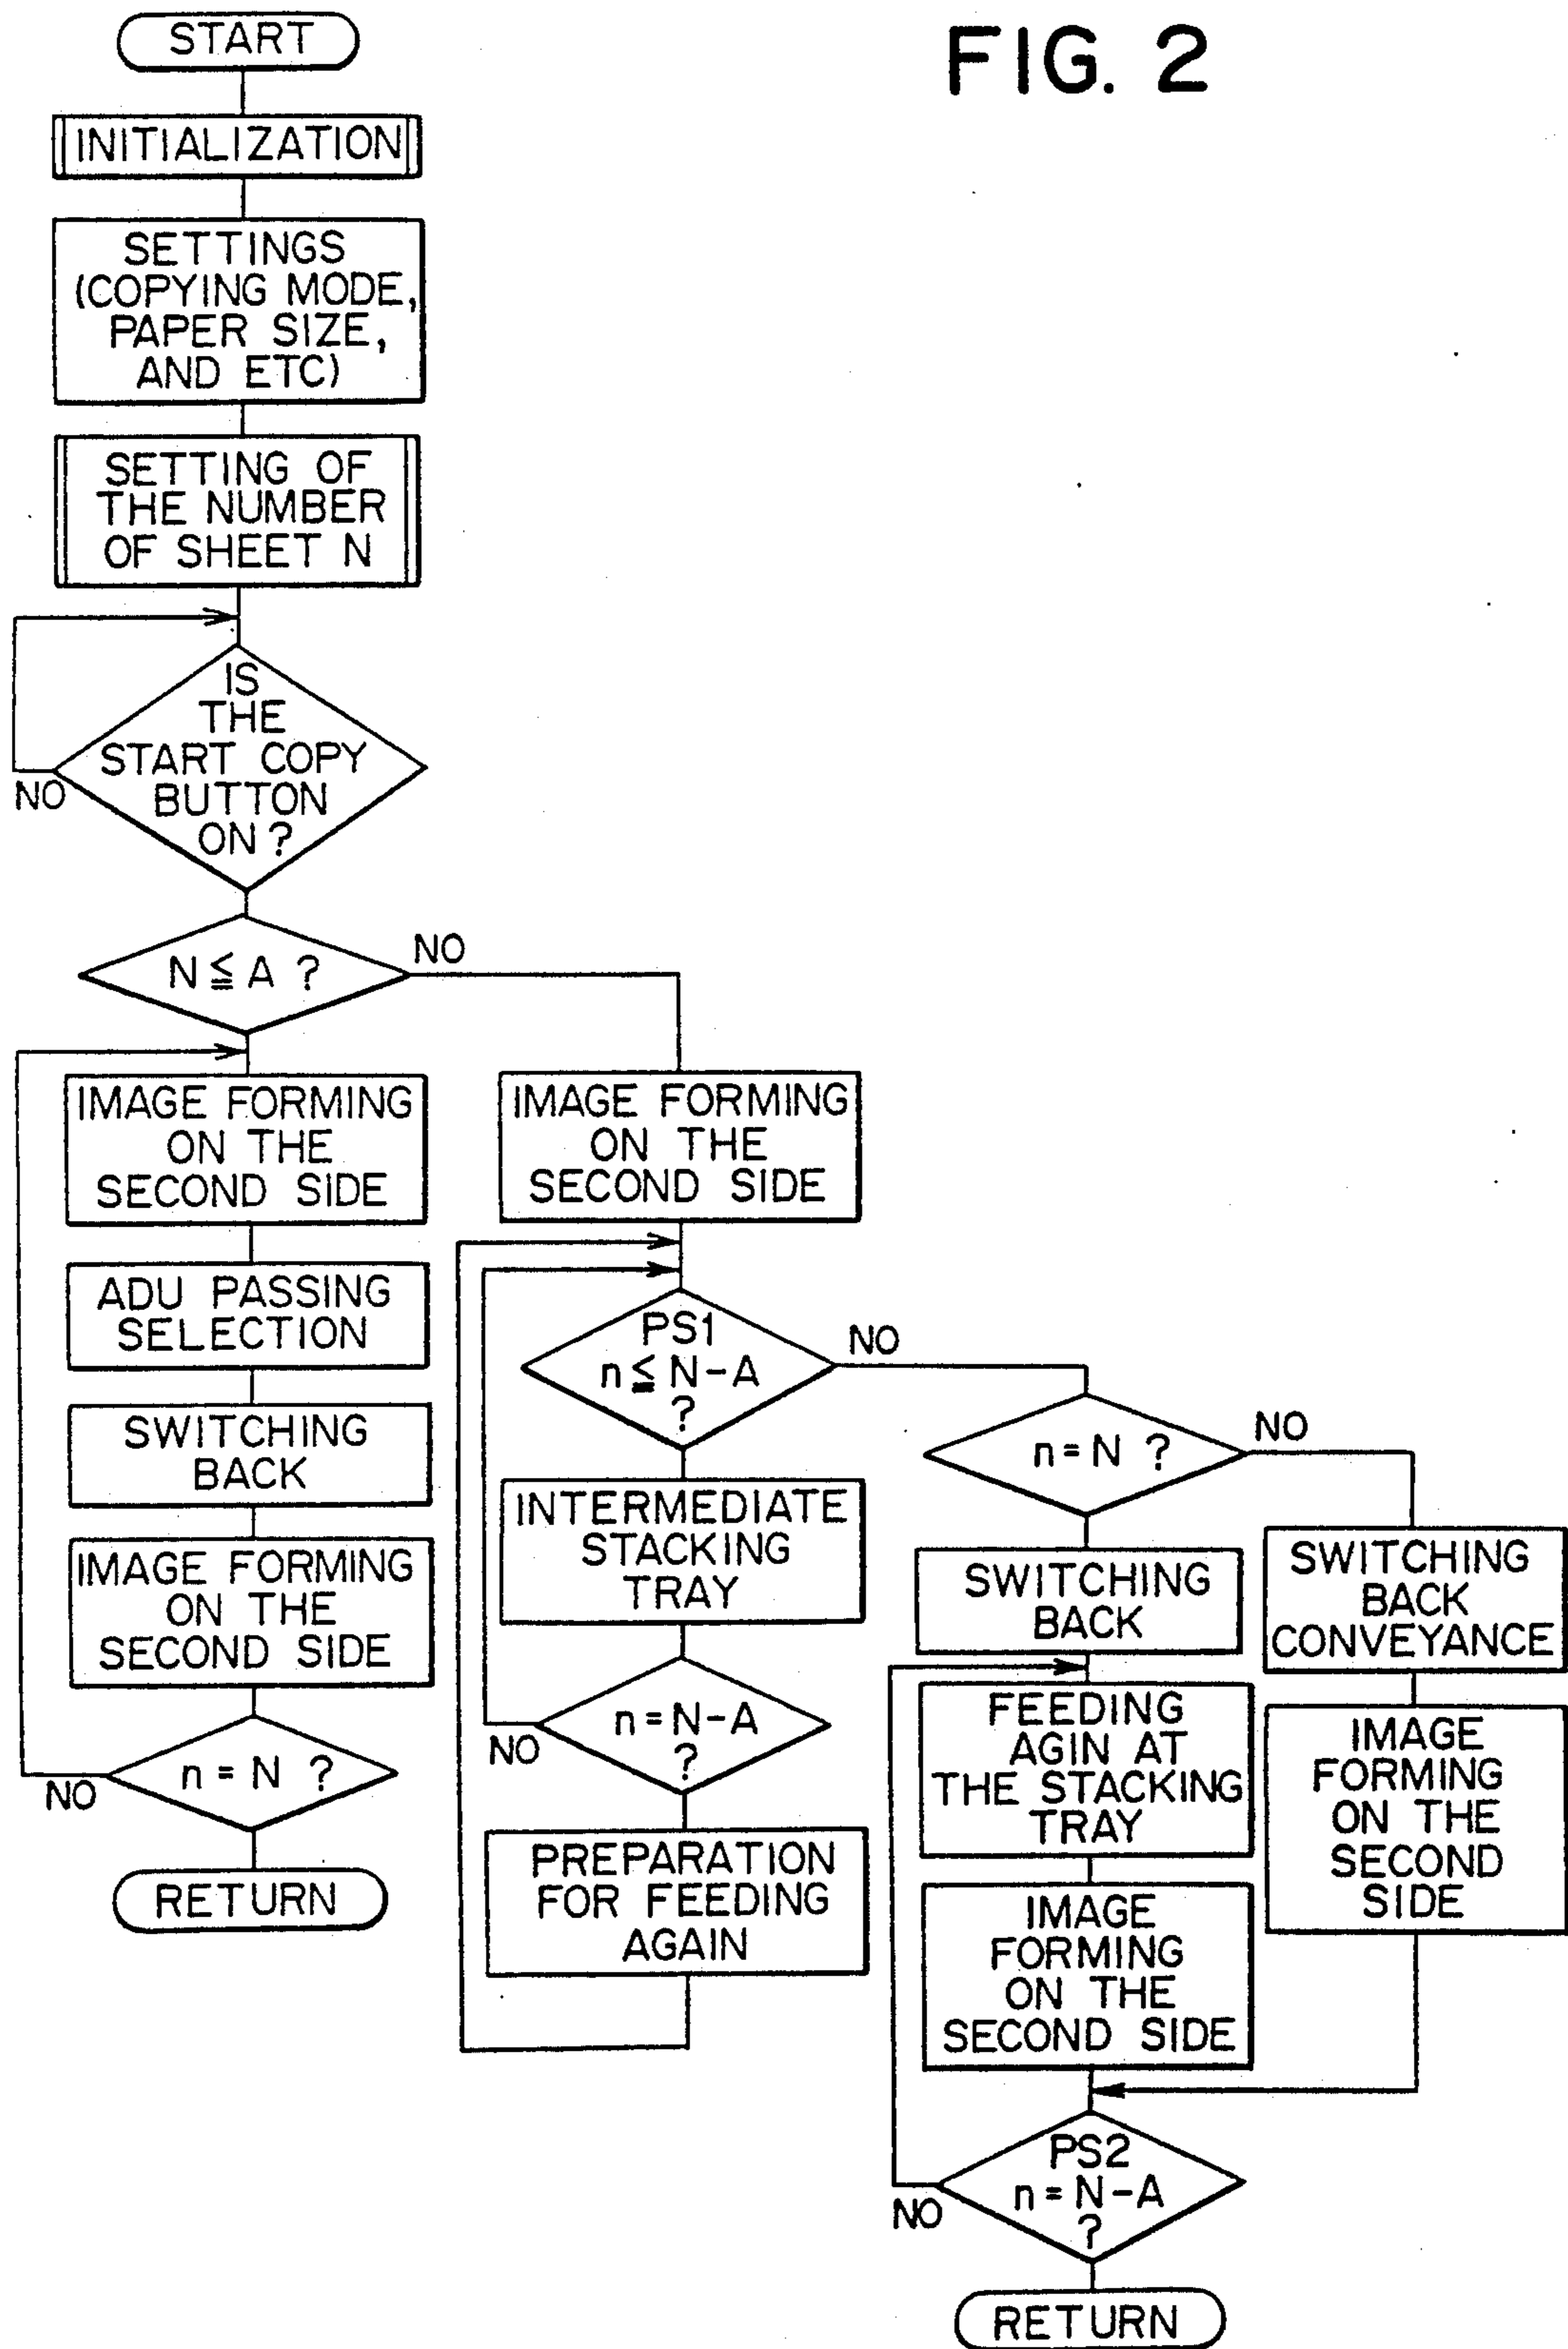 FIG. 2
START
INITIALIZATION
SETTINGS
(COPYING MODE,
PAPER SIZE,
AND ETC)
SETTING OF
THE NUMBER
OF SHEET N
IS
THE
START COPY
BUTTON
ON ?
NO
N ≦ A ?
NO
IMAGE FORMING
ON THE
SECOND SIDE
ADU PASSING
SELECTION
SWITCHING
BACK
IMAGE FORMING
ON THE
SECOND SIDE
n = N ?
NO
RETURN
IMAGE FORMING
ON THE
SECOND SIDE
PS1
n ≦ N-A
?
NO
INTERMEDIATE
STACKING
TRAY
n = N-A
?
NO
PREPARATION
FOR FEEDING
AGAIN
n = N ?
NO
SWITCHING
BACK
FEEDING
AGIN AT
THE STACKING
TRAY
IMAGE
FORMING
ON THE
SECOND SIDE
SWITCHING
BACK
CONVEYANCE
IMAGE
FORMING
ON THE
SECOND
SIDE
PS2
n = N-A
?
NO
RETURN